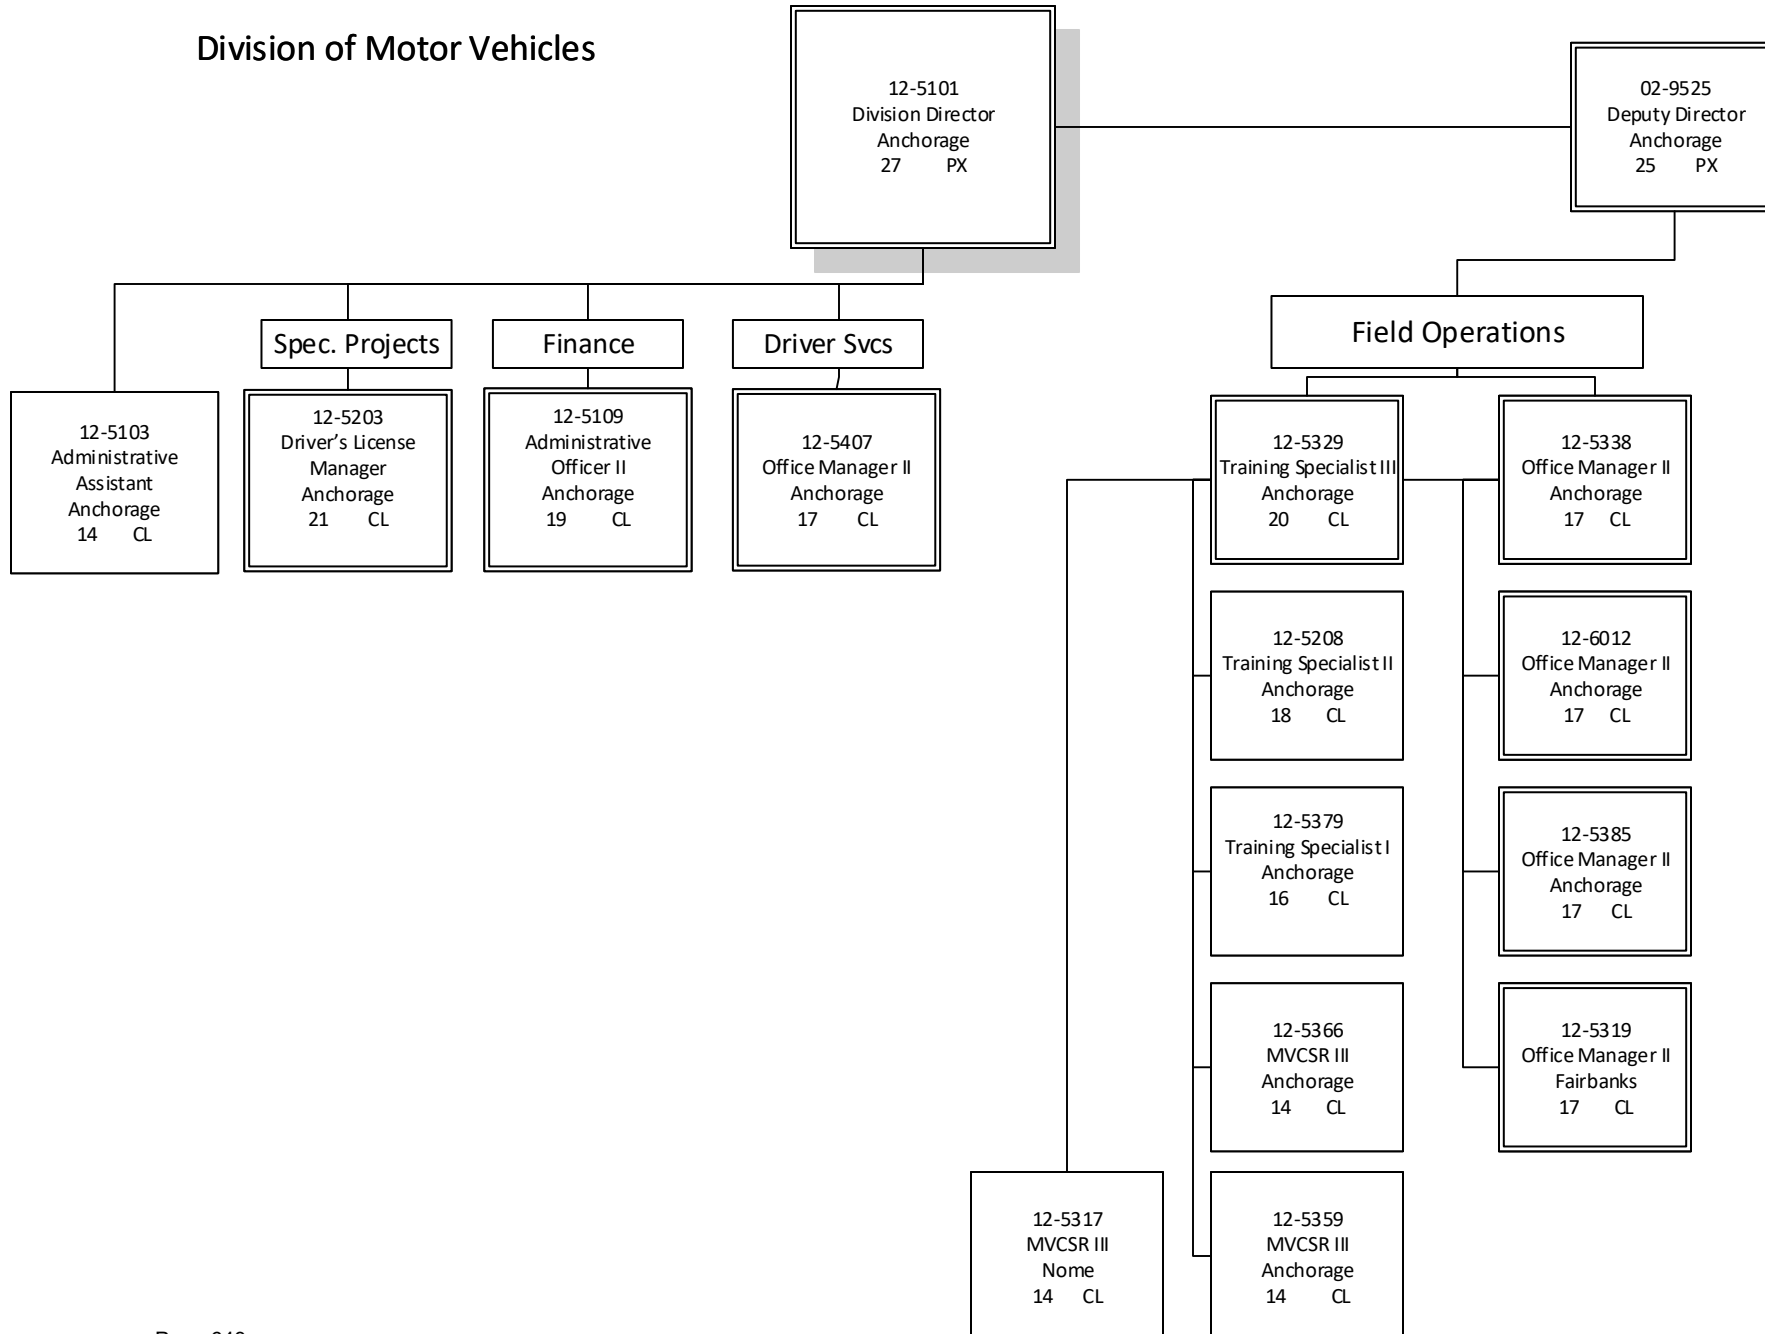 Division of Motor Vehicles
12-5101
Division Director
Anchorage
27 PX
02-9525
Deputy Director
Anchorage
25 PX
Spec. Projects
Finance
Driver Svcs
Field Operations
12-5103
Administrative
Assistant
Anchorage
14 CL
12-5203
Driver’s License
Manager
Anchorage
21 CL
12-5109
Administrative
Officer II
Anchorage
19 CL
12-5407
Office Manager II
Anchorage
17 CL
12-5329
Training Specialist III
Anchorage
20 CL
12-5338
Office Manager II
Anchorage
17 CL
12-5208
Training Specialist II
Anchorage
18 CL
12-6012
Office Manager II
Anchorage
17 CL
12-5379
Training Specialist I
Anchorage
16 CL
12-5385
Office Manager II
Anchorage
17 CL
12-5366
MVCSR III
Anchorage
14 CL
12-5319
Office Manager II
Fairbanks
17 CL
12-5317
MVCSR III
Nome
14 CL
12-5359
MVCSR III
Anchorage
14 CL